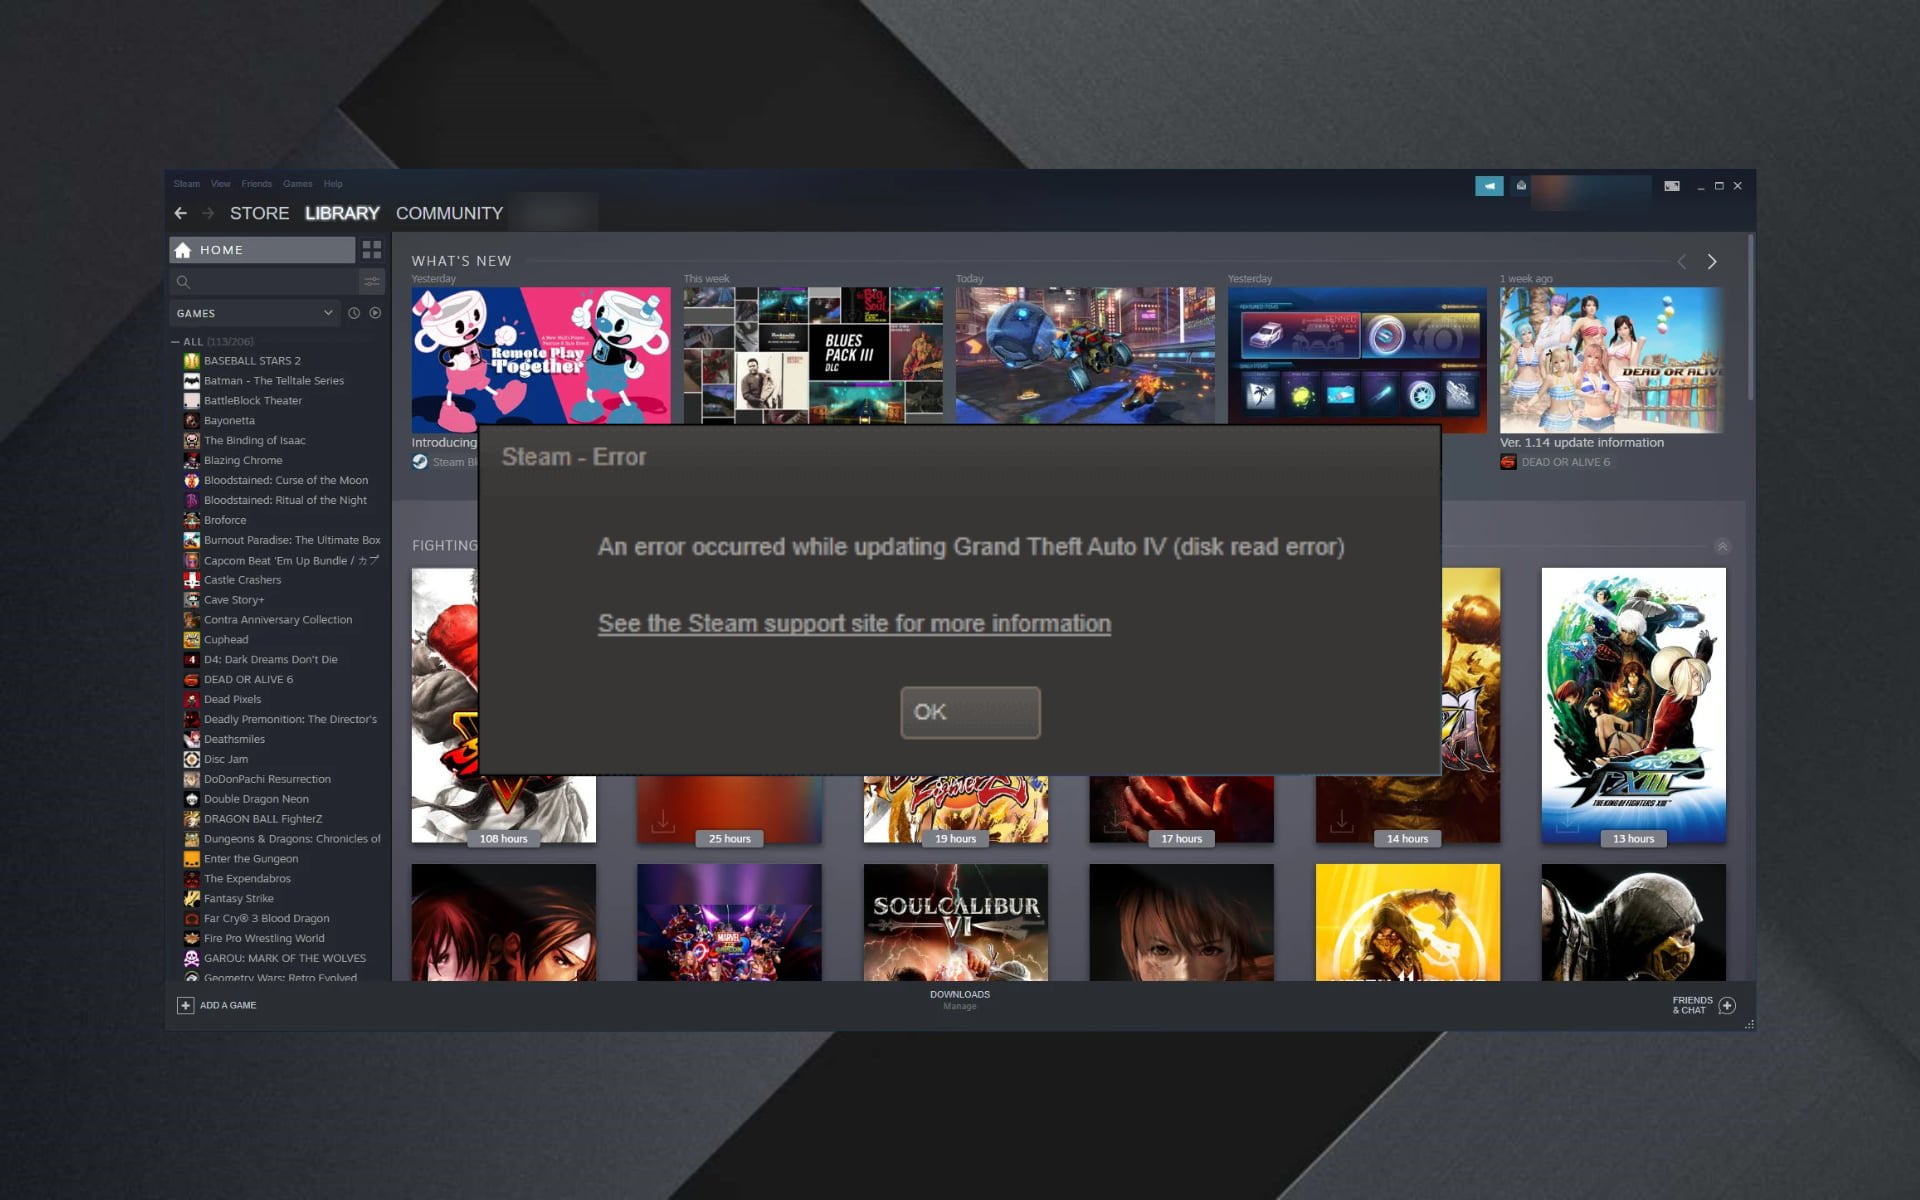 Steam View Friends Games Help
STORE LIBRARY COMMUNITY
HOME
GAMES
ALL (113/206)
BASEBALL STARS 2
Batman - The Telltale Series
BattleBlock Theater
Bayonetta
The Binding of Isaac
Blazing Chrome
Bloodstained: Curse of the Moon
Bloodstained: Ritual of the Night
Broforce
Burnout Paradise: The Ultimate Box
Capcom Beat 'Em Up Bundle / カプ
Castle Crashers
Cave Story+
Contra Anniversary Collection
Cuphead
D4: Dark Dreams Don't Die
DEAD OR ALIVE 6
Dead Pixels
Deadly Premonition: The Director's
Deathsmiles
Disc Jam
DoDonPachi Resurrection
Double Dragon Neon
DRAGON BALL FighterZ
Dungeons & Dragons: Chronicles of
Enter the Gungeon
The Expendabros
Fantasy Strike
Far Cry® 3 Blood Dragon
Fire Pro Wrestling World
GAROU: MARK OF THE WOLVES
Geometry Wars: Retro Evolved
WHAT'S NEW
Yesterday
This week
Today
Yesterday
1 week ago
Remote Play
Together
BLUES
PACK III
DLC
DEAD OR ALIVE
Introducing
Ver. 1.14 update information
DEAD OR ALIVE 6
FIGHTING
Steam - Error
An error occurred while updating Grand Theft Auto IV (disk read error)
See the Steam support site for more information
OK
XIII
THE KING OF FIGHTERS XIII
108 hours
25 hours
19 hours
17 hours
14 hours
13 hours
MARVEL
SOULCALIBUR
VI
ADD A GAME
DOWNLOADS
Manage
FRIENDS
& CHAT